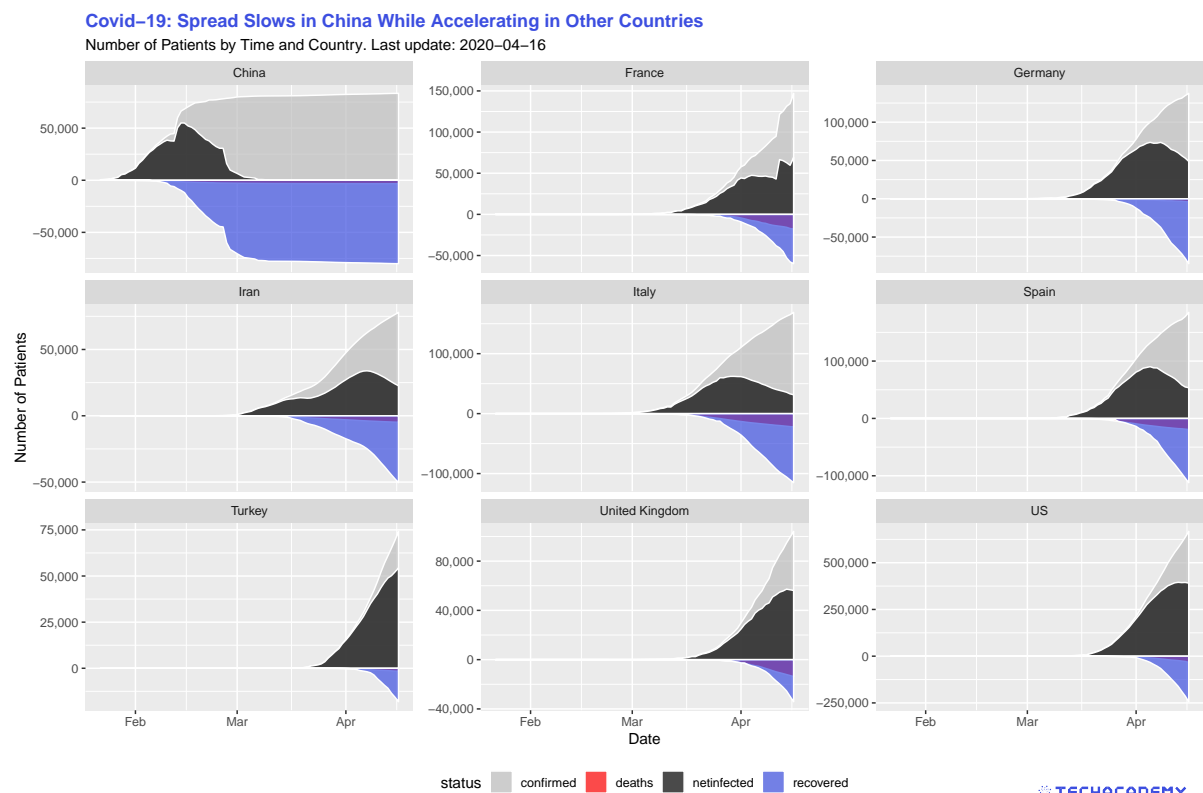 Covid–19: Spread Slows in China While Accelerating in Other Countries
Number of Patients by Time and Country. Last update: 2020–04–16
China
France
Germany
50,000
0
−50,000
150,000
100,000
50,000
0
−50,000
100,000
50,000
0
−50,000
Iran
Italy
Spain
50,000
0
−50,000
100,000
0
−100,000
100,000
0
−100,000
Turkey
United Kingdom
US
75,000
50,000
25,000
0
80,000
40,000
0
−40,000
500,000
250,000
0
−250,000
Number of Patients
Feb Mar Apr
Feb Mar Apr
Feb Mar Apr
Date
status confirmed deaths netinfected recovered
TECHACADEMY